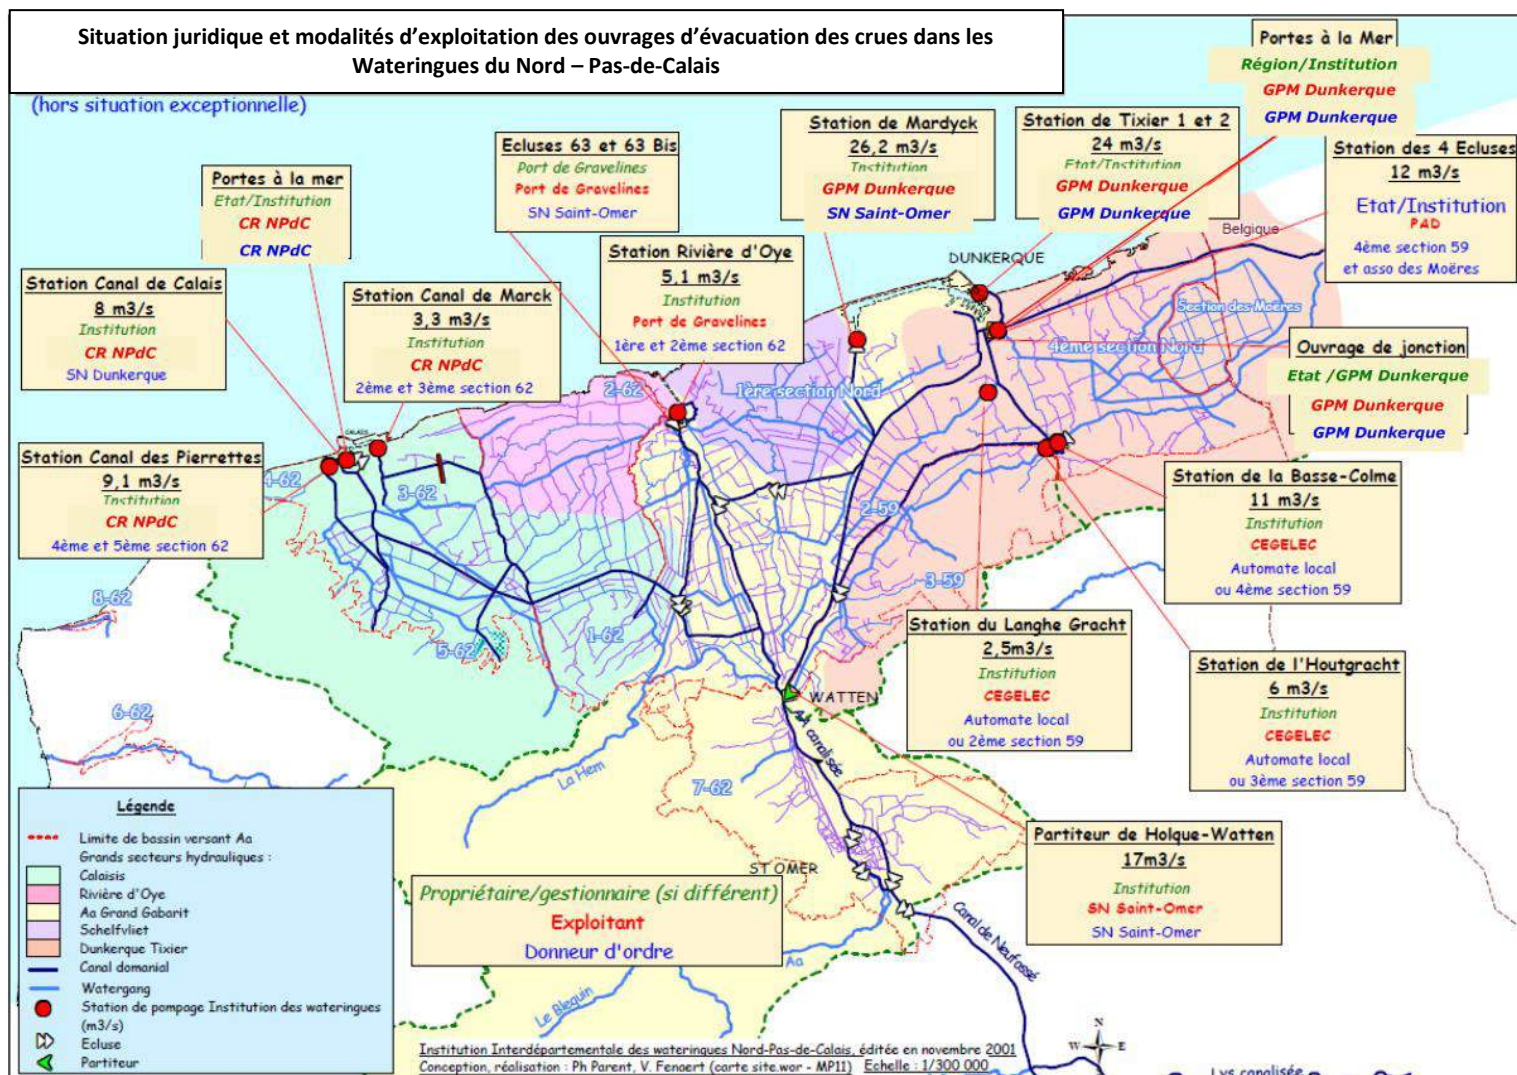 Situation juridique et modalités d'exploitation des ouvrages d'évacuation des crues dans les
Wateringues du Nord – Pas-de-Calais
(hors situation exceptionnelle)
Portes à la Mer
Région/Institution
GPM Dunkerque
GPM Dunkerque
Station de Mardyck
26,2 m3/s
Institution
GPM Dunkerque
SN Saint-Omer
Station de Tixier 1 et 2
24 m3/s
Etat/Institution
GPM Dunkerque
GPM Dunkerque
Station des 4 Ecluses
12 m3/s
Etat/Institution
PAD
4ème section 59
et asso des Moëres
Ecluses 63 et 63 Bis
Port de Gravelines
Port de Gravelines
SN Saint-Omer
Portes à la mer
Etat/Institution
CR NPdC
CR NPdC
Station Rivière d'Oye
5,1 m3/s
Institution
Port de Gravelines
1ère et 2ème section 62
Station Canal de Calais
8 m3/s
Institution
CR NPdC
SN Dunkerque
Station Canal de Marck
3,3 m3/s
Institution
CR NPdC
2ème et 3ème section 62
Station Canal des Pierrettes
9,1 m3/s
Institution
CR NPdC
4ème et 5ème section 62
Ouvrage de jonction
Etat /GPM Dunkerque
GPM Dunkerque
GPM Dunkerque
Station de la Basse-Colme
11 m3/s
Institution
CEGELEC
Automate local
ou 4ème section 59
Station du Langhe Gracht
2,5m3/s
Institution
CEGELEC
Automate local
ou 2ème section 59
Station de l'Houtgracht
6 m3/s
Institution
CEGELEC
Automate local
ou 3ème section 59
Partiteur de Holque-Watten
17m3/s
Institution
SN Saint-Omer
SN Saint-Omer
Belgique
DUNKERQUE
Section des Moëres
4ème section Nord
1ère section Nord
2-62
CALAIS
4-62
3-62
2-59
3-59
8-62
1-62
5-62
6-62
WATTEN
Aa canalisée
La Hem
7-62
ST OMER
Canal de Neufossé
Aa
Le Blequin
Lys canalisée
N
W
E
Légende
Limite de bassin versant Aa
Grands secteurs hydrauliques :
Calaisis
Rivière d'Oye
Aa Grand Gabarit
Schelfvliet
Dunkerque Tixier
Canal domanial
Watergang
Station de pompage Institution des wateringues
(m3/s)
Ecluse
Partiteur
Propriétaire/gestionnaire (si différent)
Exploitant
Donneur d'ordre
Institution Interdépartementale des wateringues Nord-Pas-de-Calais, éditée en novembre 2001
Conception, réalisation : Ph Parent, V. Fenaert (carte site.wor - MP11) Echelle : 1/300 000